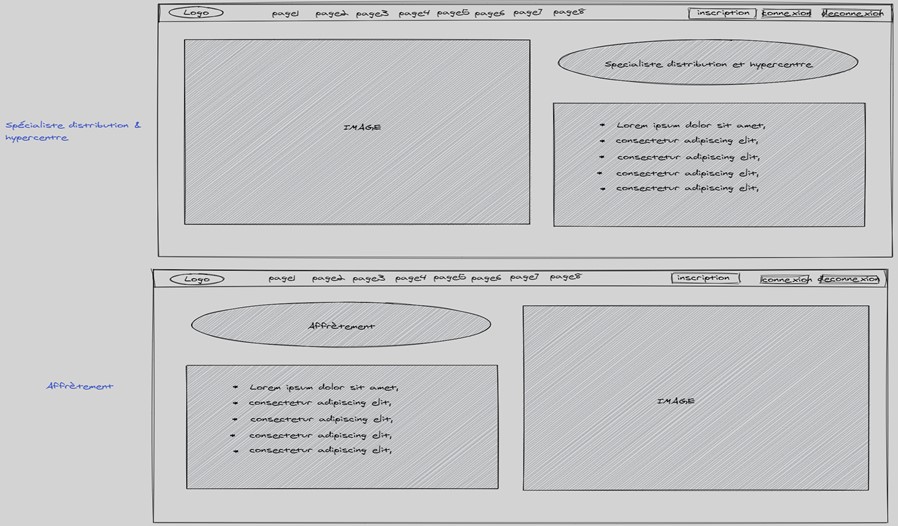 Logo page1 page2 page3 page4 page5 page6 page7 page8 inscription connexion deconnexion
Specialiste distribution et hypercentre
Spécialiste distribution &
hypercentre
IMAGE
Lorem ipsum dolor sit amet,
consectetur adipiscing elit,
consectetur adipiscing elit,
consectetur adipiscing elit,
consectetur adipiscing elit,
Logo page1 page2 page3 page4 page5 page6 page7 page8 inscription connexion deconnexion
Affrètement
Affrètement
Lorem ipsum dolor sit amet,
consectetur adipiscing elit,
consectetur adipiscing elit,
consectetur adipiscing elit,
consectetur adipiscing elit,
IMAGE